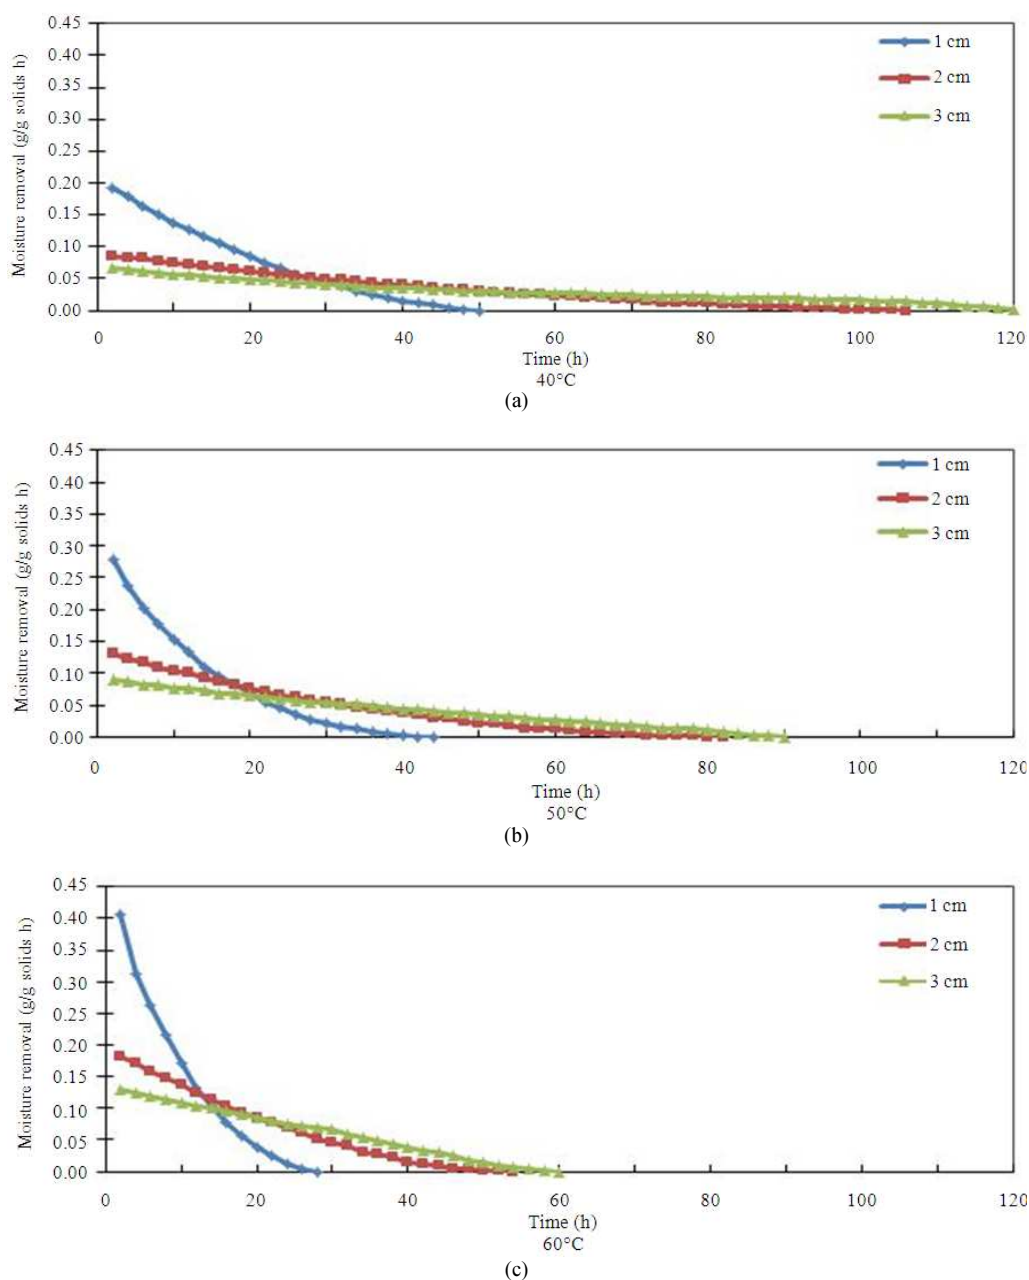 0.45
0.40
0.35
0.30
0.25
0.20
0.15
0.10
0.05
0.00
Moisture removal (g/g solids h)
1 cm
2 cm
3 cm
0 20 40 60 80 100 120
Time (h)
40°C
(a)
0.45
0.40
0.35
0.30
0.25
0.20
0.15
0.10
0.05
0.00
Moisture removal (g/g solids h)
1 cm
2 cm
3 cm
0 20 40 60 80 100 120
Time (h)
50°C
(b)
0.45
0.40
0.35
0.30
0.25
0.20
0.15
0.10
0.05
0.00
Moisture removal (g/g solids h)
1 cm
2 cm
3 cm
0 20 40 60 80 100 120
Time (h)
60°C
(c)